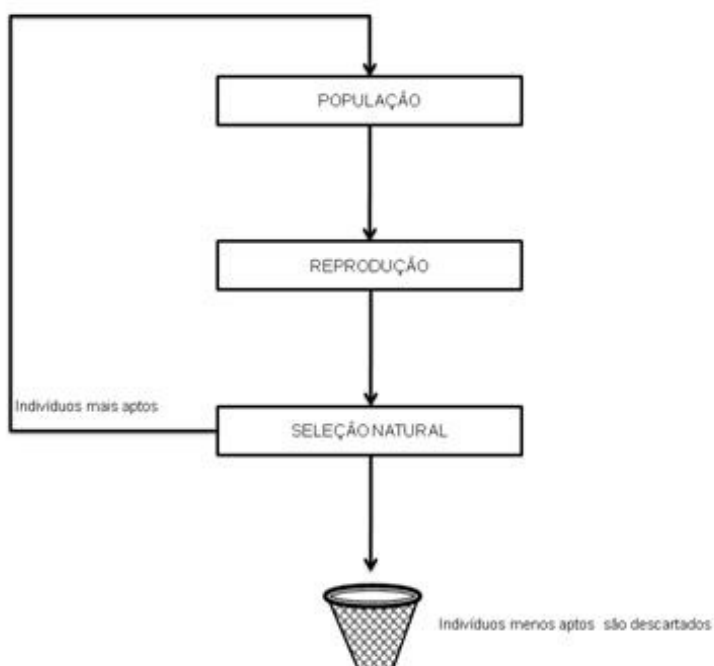 POPULAÇÃO
REPRODUÇÃO
Indivíduos mais aptos
SELEÇÃO NATURAL
Indivíduos menos aptos são descartados